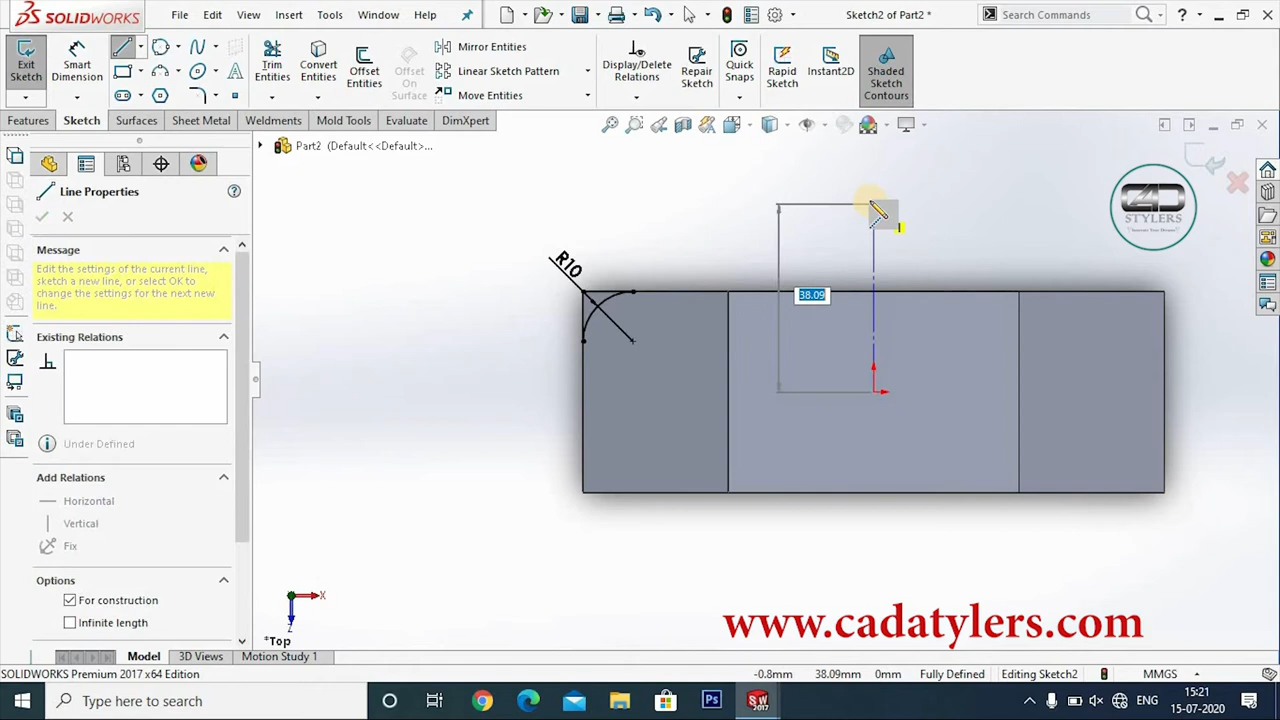 SOLIDWORKS File Edit View Insert Tools Window Help Sketch2 of Part2 * Search Commands ?
Exit Sketch
Smart Dimension
Trim Entities
Convert Entities
Offset Entities
Offset On Surface
Mirror Entities
Linear Sketch Pattern
Move Entities
Display/Delete Relations
Repair Sketch
Quick Snaps
Rapid Sketch
Instant2D
Shaded Sketch Contours
Features Sketch Surfaces Sheet Metal Weldments Mold Tools Evaluate DimXpert
Part2 (Default<<Default>...
Line Properties
Message
Edit the settings of the current line,
sketch a new line, or select OK to
change the settings for the next new
line.
Existing Relations
Under Defined
Add Relations
Horizontal
Vertical
Fix
Options
For construction
Infinite length
R10
38.09
STYLERS
X
Z
*Top
www.cadatylers.com
Model 3D Views Motion Study 1
SOLIDWORKS Premium 2017 x64 Edition -0.8mm 38.09mm 0mm Fully Defined Editing Sketch2 MMGS
Type here to search
Ps
SW
2017
ENG
15:21
15-07-2020